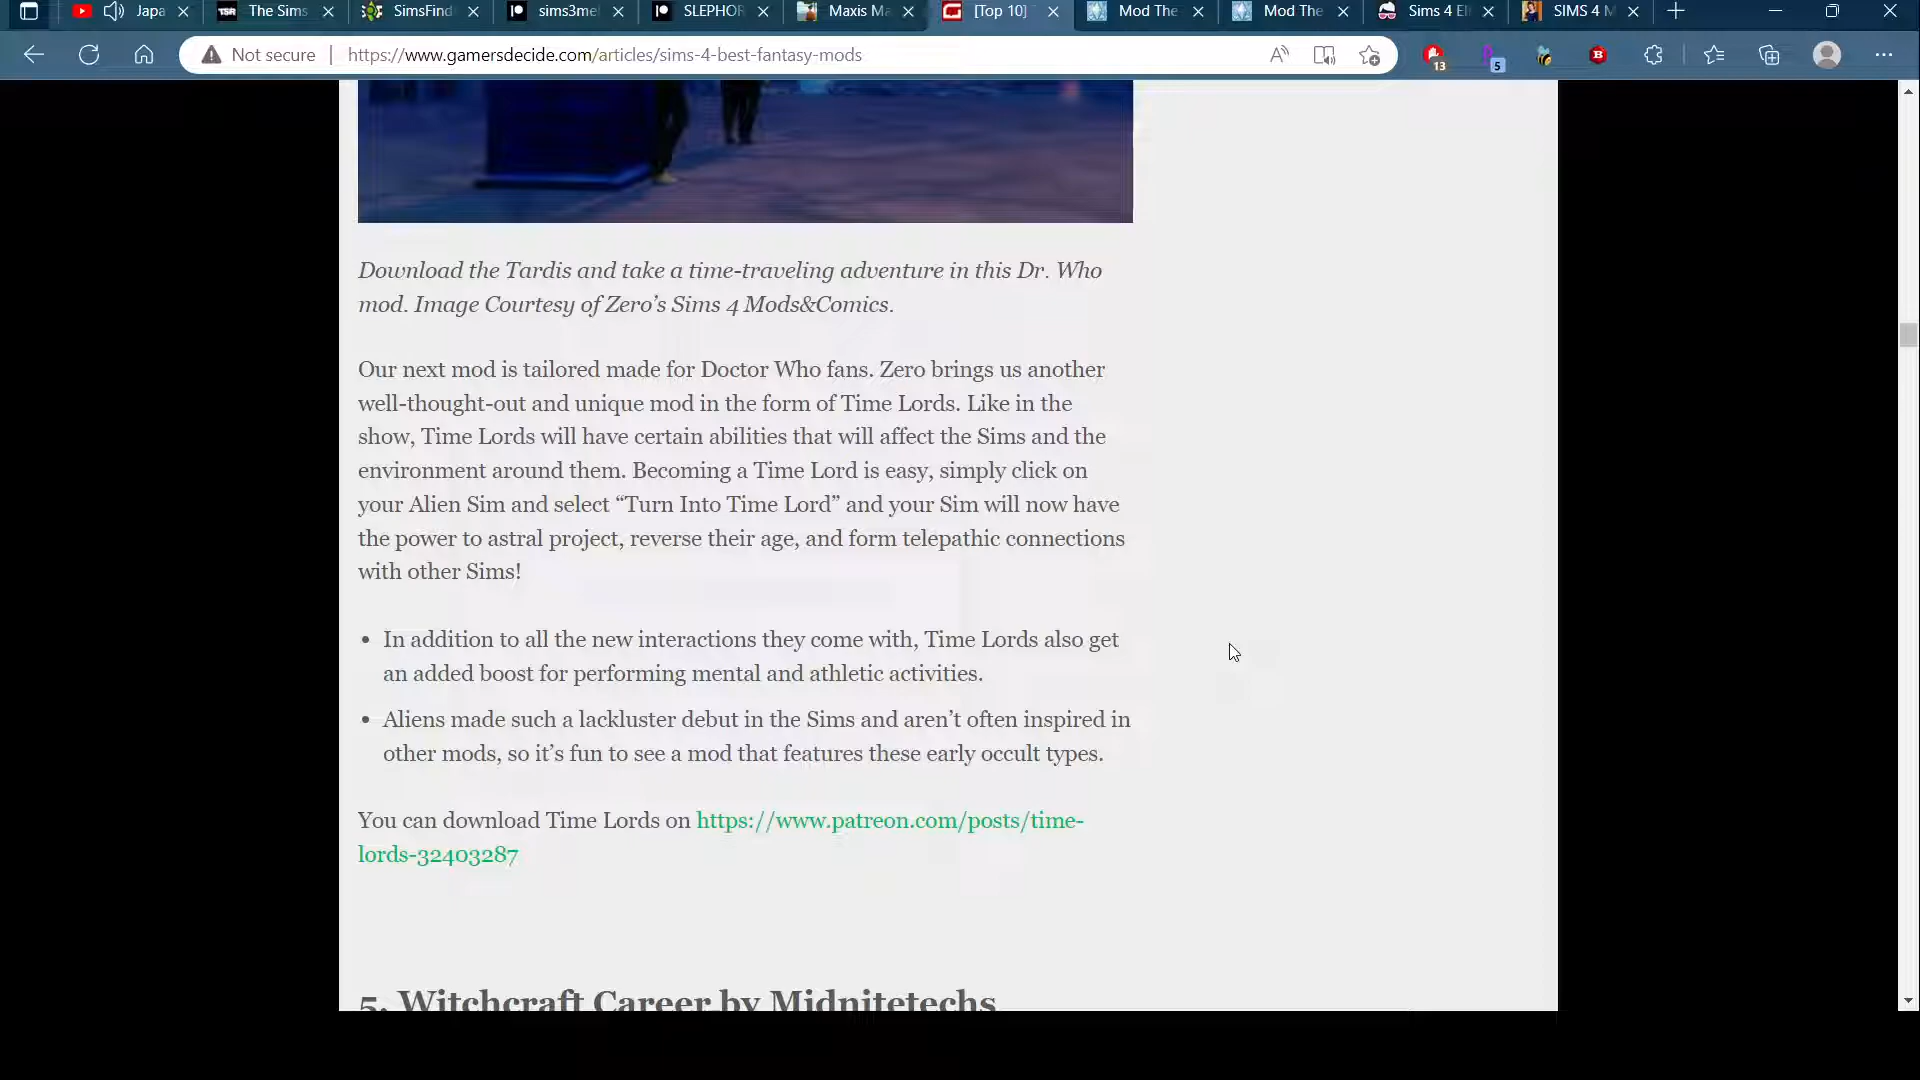 Japa
The Sims
SimsFind
sims3me
SLEPHOR
Maxis Ma
[Top 10]
Mod The
Mod The
Sims 4 El
SIMS 4 M
Not secure
https://www.gamersdecide.com/articles/sims-4-best-fantasy-mods
13
5
Download the Tardis and take a time-traveling adventure in this Dr. Who
mod. Image Courtesy of Zero’s Sims 4 Mods&Comics.
Our next mod is tailored made for Doctor Who fans. Zero brings us another
well-thought-out and unique mod in the form of Time Lords. Like in the
show, Time Lords will have certain abilities that will affect the Sims and the
environment around them. Becoming a Time Lord is easy, simply click on
your Alien Sim and select “Turn Into Time Lord” and your Sim will now have
the power to astral project, reverse their age, and form telepathic connections
with other Sims!
• In addition to all the new interactions they come with, Time Lords also get
an added boost for performing mental and athletic activities.
• Aliens made such a lackluster debut in the Sims and aren’t often inspired in
other mods, so it’s fun to see a mod that features these early occult types.
You can download Time Lords on https://www.patreon.com/posts/time-
lords-32403287
5. Witchcraft Career by Midnitetechs